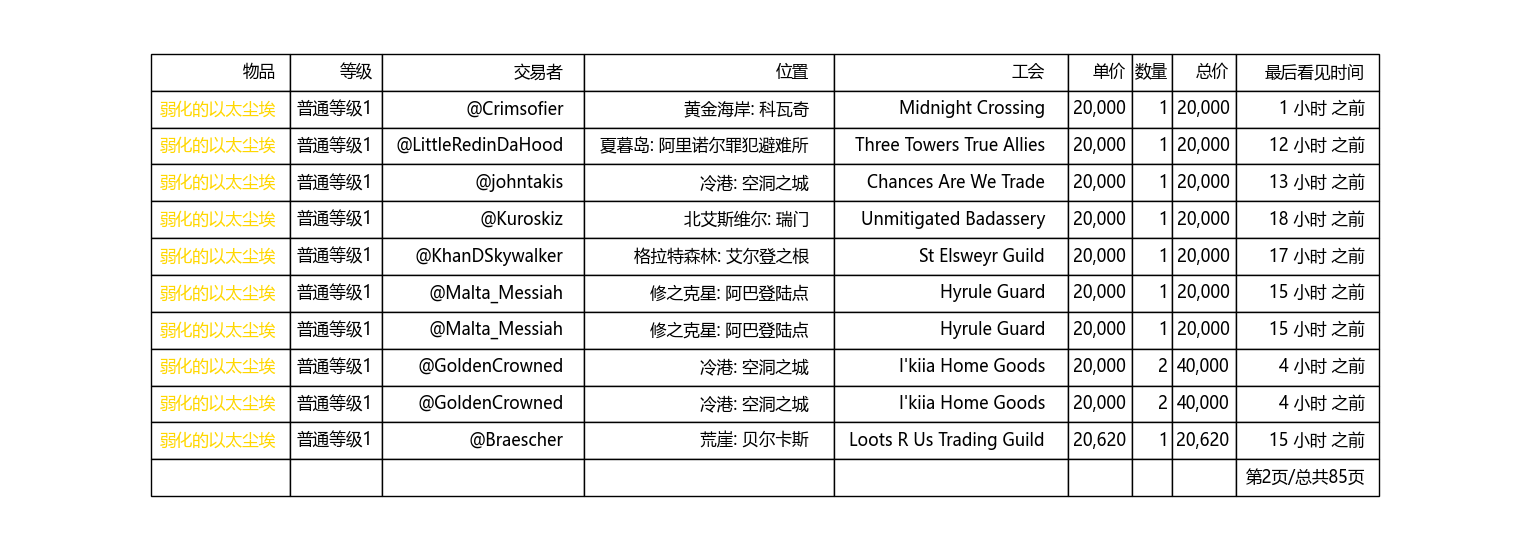 物品 等级 交易者 位置 工会 单价 数量 总价 最后看见时间
弱化的以太尘埃 普通等级1 @Crimsofier 黄金海岸: 科瓦奇 Midnight Crossing 20,000 1 20,000 1 小时 之前
弱化的以太尘埃 普通等级1 @LittleRedinDaHood 夏暮岛: 阿里诺尔罪犯避难所 Three Towers True Allies 20,000 1 20,000 12 小时 之前
弱化的以太尘埃 普通等级1 @johntakis 冷港: 空洞之城 Chances Are We Trade 20,000 1 20,000 13 小时 之前
弱化的以太尘埃 普通等级1 @Kuroskiz 北艾斯维尔: 瑞门 Unmitigated Badassery 20,000 1 20,000 18 小时 之前
弱化的以太尘埃 普通等级1 @KhanDSkywalker 格拉特森林: 艾尔登之根 St Elsweyr Guild 20,000 1 20,000 17 小时 之前
弱化的以太尘埃 普通等级1 @Malta_Messiah 修之克星: 阿巴登陆点 Hyrule Guard 20,000 1 20,000 15 小时 之前
弱化的以太尘埃 普通等级1 @Malta_Messiah 修之克星: 阿巴登陆点 Hyrule Guard 20,000 1 20,000 15 小时 之前
弱化的以太尘埃 普通等级1 @GoldenCrowned 冷港: 空洞之城 I'kiia Home Goods 20,000 2 40,000 4 小时 之前
弱化的以太尘埃 普通等级1 @GoldenCrowned 冷港: 空洞之城 I'kiia Home Goods 20,000 2 40,000 4 小时 之前
弱化的以太尘埃 普通等级1 @Braescher 荒崖: 贝尔卡斯 Loots R Us Trading Guild 20,620 1 20,620 15 小时 之前
第2页/总共85页